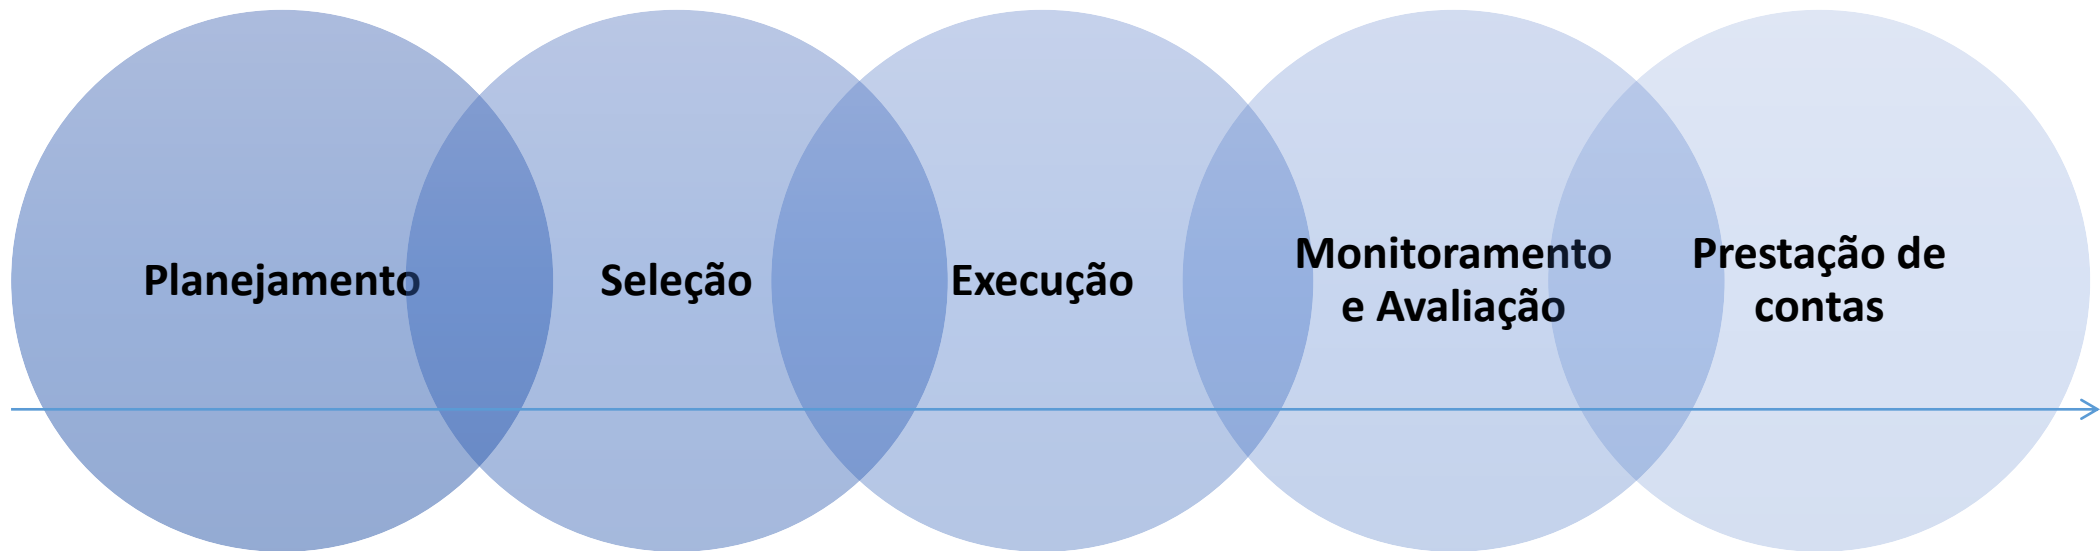 Planejamento
Seleção
Execução
Monitoramento
e Avaliação
Prestação de
contas